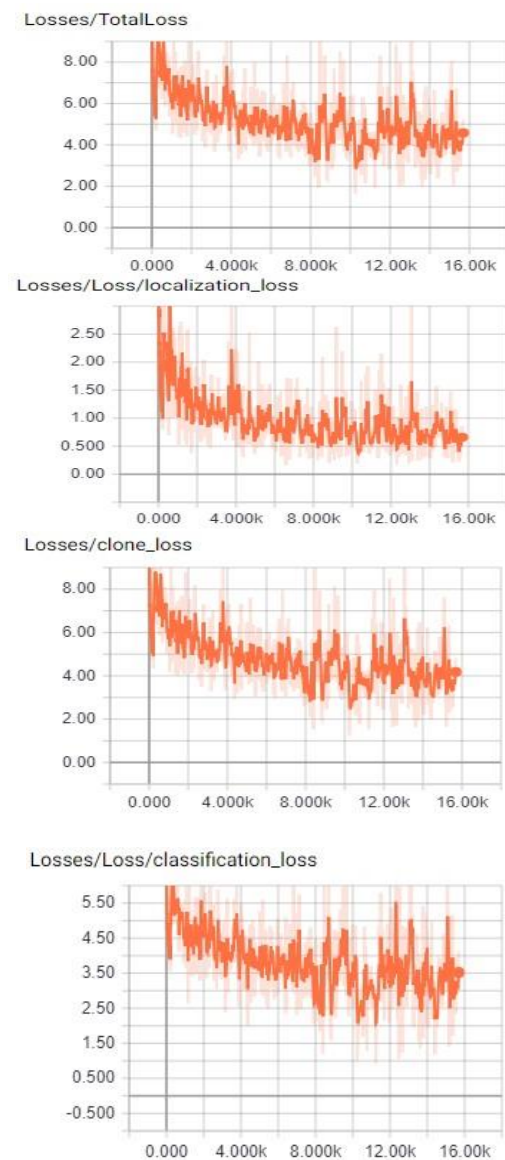 Losses/TotalLoss
8.00
6.00
4.00
2.00
0.00
0.000 4.000k 8.000k 12.00k 16.00k
Losses/Loss/localization_loss
2.50
2.00
1.50
1.00
0.500
0.00
0.000 4.000k 8.000k 12.00k 16.00k
Losses/clone_loss
8.00
6.00
4.00
2.00
0.00
0.000 4.000k 8.000k 12.00k 16.00k
Losses/Loss/classification_loss
5.50
4.50
3.50
2.50
1.50
0.500
-0.500
0.000 4.000k 8.000k 12.00k 16.00k